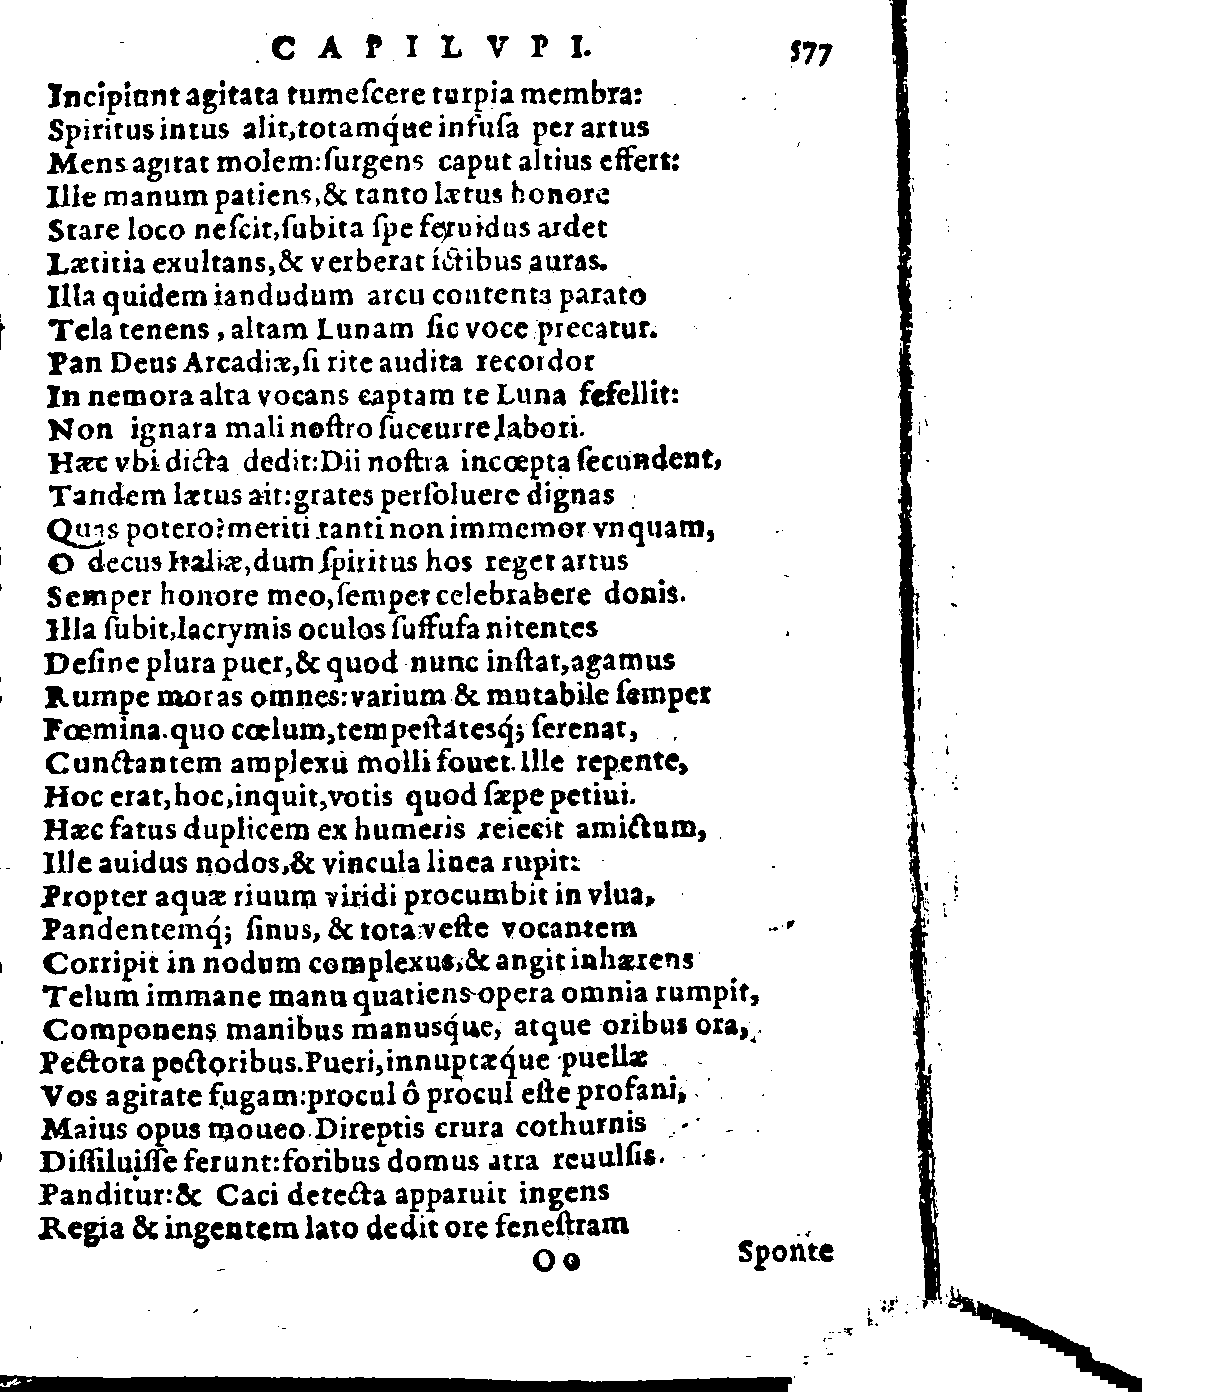 CAPILVPI. 577
Incipiunt agitata tumeſcere turpia membra:
Spiritus intus alit,totamq́ue infuſa per artus
Mens agitat molem:ſurgens caput altius effert:
Ille manum patiens,& tanto lætus honore
Stare loco neſcit,ſubita ſpe feruidus ardet
Lætitia exultans,& verberat ictibus auras.
Illa quidem iandudum arcu contenta parato
Tela tenens , altam Lunam ſic voce precatur.
Pan Deus Arcadiæ,ſi rite audita recordor
In nemora alta vocans captam te Luna fefellit:
Non ignara mali noſtro ſuccurre labori.
Hæc vbi dicta dedit:Dii noſtra incœpta ſecundent,
Tandem lætus ait:grates perſoluere dignas
Quas potero?meriti tanti non immemor vnquam,
O decus Italiæ,dum ſpiritus hos reget artus
Semper honore meo,ſemper celebrabere donis.
Illa ſubit,lacrymis oculos ſuffuſa nitentes
Deſine plura puer,& quod nunc inſtat,agamus
Rumpe moras omnes:varium & mutabile ſemper
Fœmina.quo cœlum,tempeſtatesq́; ſerenat,
Cunctantem amplexu molli fouet.Ille repente,
Hoc erat,hoc,inquit,votis quod ſæpe petiui.
Hæc fatus duplicem ex humeris reiecit amictum,
Ille auidus nodos,& vincula linea rupit:
Propter aquæ riuum viridi procumbit in vlua,
Pandentemq́; ſinus, & tota veſte vocantem
Corripit in nodum complexus,& angit inhærens
Telum immane manu quatiens opera omnia rumpit,
Componens manibus manusq́ue, atque oribus ora,
Pectora pectoribus.Pueri,innuptæq́ue puellæ
Vos agitate fugam:procul ô procul eſte profani,
Maius opus moueo.Direptis crura cothurnis
Diſſiluiſſe ferunt:foribus domus atra reuulſis.
Panditur:& Caci detecta apparuit ingens
Regia & ingentem lato dedit ore feneſtram
Oo Sponte